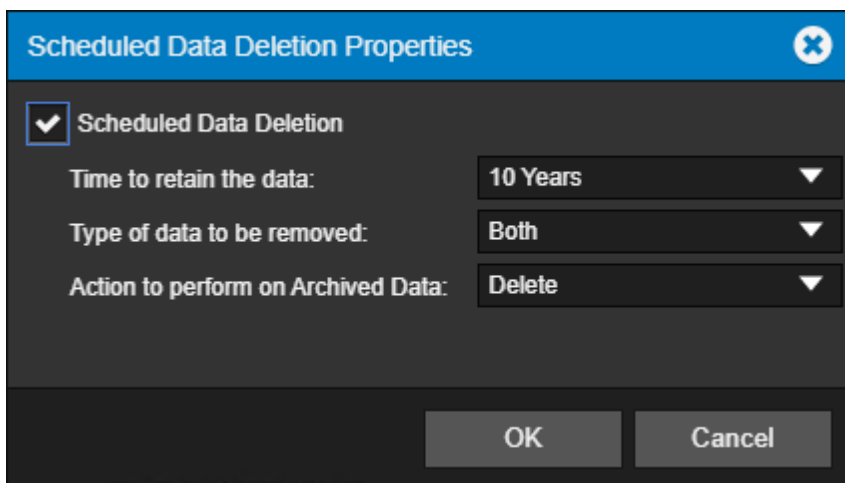 Scheduled Data Deletion Properties
Scheduled Data Deletion
Time to retain the data: 10 Years
Type of data to be removed: Both
Action to perform on Archived Data: Delete
OK Cancel